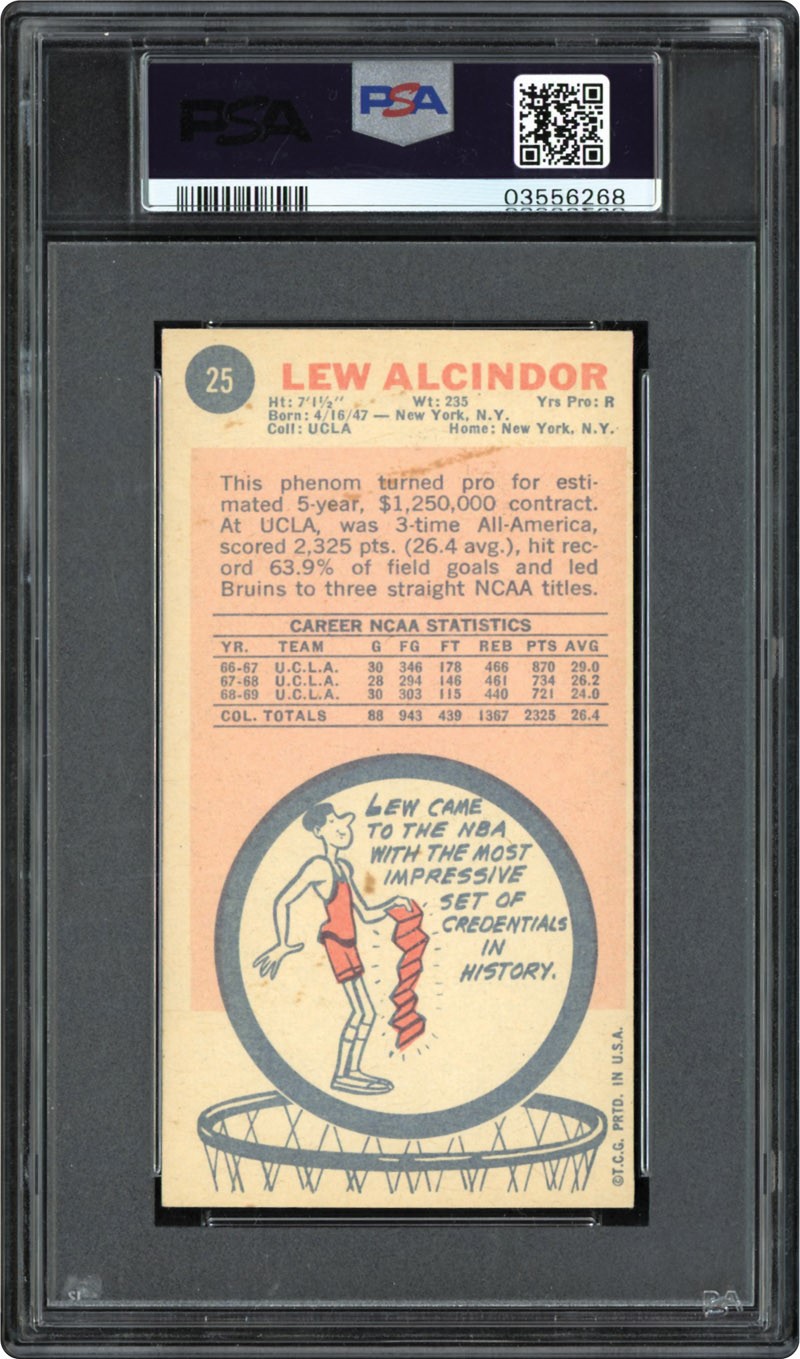 PSA
PSA
03556268
25
LEW ALCINDOR
Ht: 7'1½" Wt: 235 Yrs Pro: R
Born: 4/16/47 — New York, N.Y.
Coll: UCLA Home: New York, N.Y.
This phenom turned pro for esti-
mated 5-year, $1,250,000 contract.
At UCLA, was 3-time All-America,
scored 2,325 pts. (26.4 avg.), hit rec-
ord 63.9% of field goals and led
Bruins to three straight NCAA titles.
CAREER NCAA STATISTICS
YR. TEAM G FG FT REB PTS AVG
66-67 U.C.L.A. 30 346 178 466 870 29.0
67-68 U.C.L.A. 28 294 146 461 734 26.2
68-69 U.C.L.A. 30 303 115 440 721 24.0
COL. TOTALS 88 943 439 1367 2325 26.4
LEW CAME
TO THE NBA
WITH THE MOST
IMPRESSIVE
SET OF
CREDENTIALS
IN
HISTORY.
©T.C.G. PRTD. IN U.S.A.